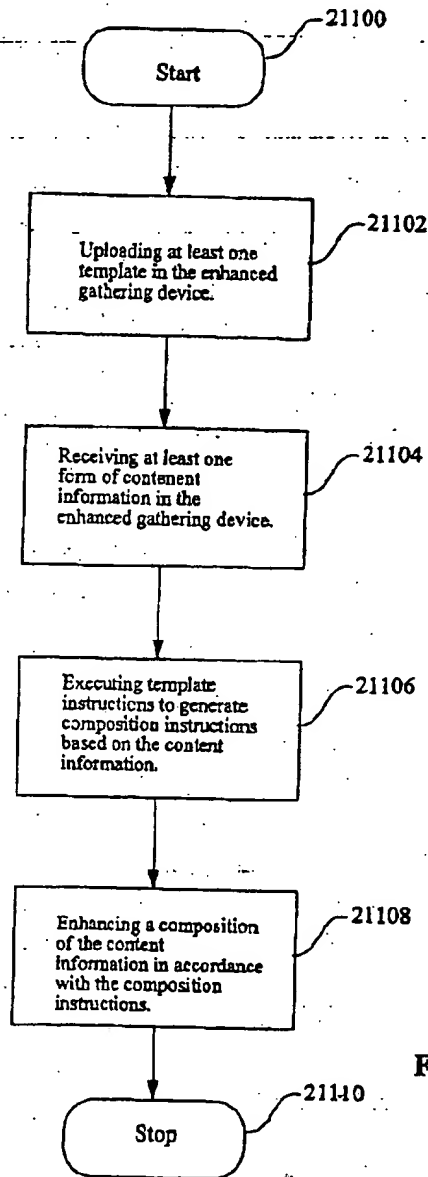 21100
Start
21102
Uploading at least one
template in the enhanced
gathering device.
21104
Receiving at least one
form of contenent
information in the
enhanced gathering device.
21106
Executing template
instructions to generate
composition instructions
based on the content
information.
21108
Enhancing a composition
of the content
Information in accordance
with the composition
instructions.
F
21110
Stop